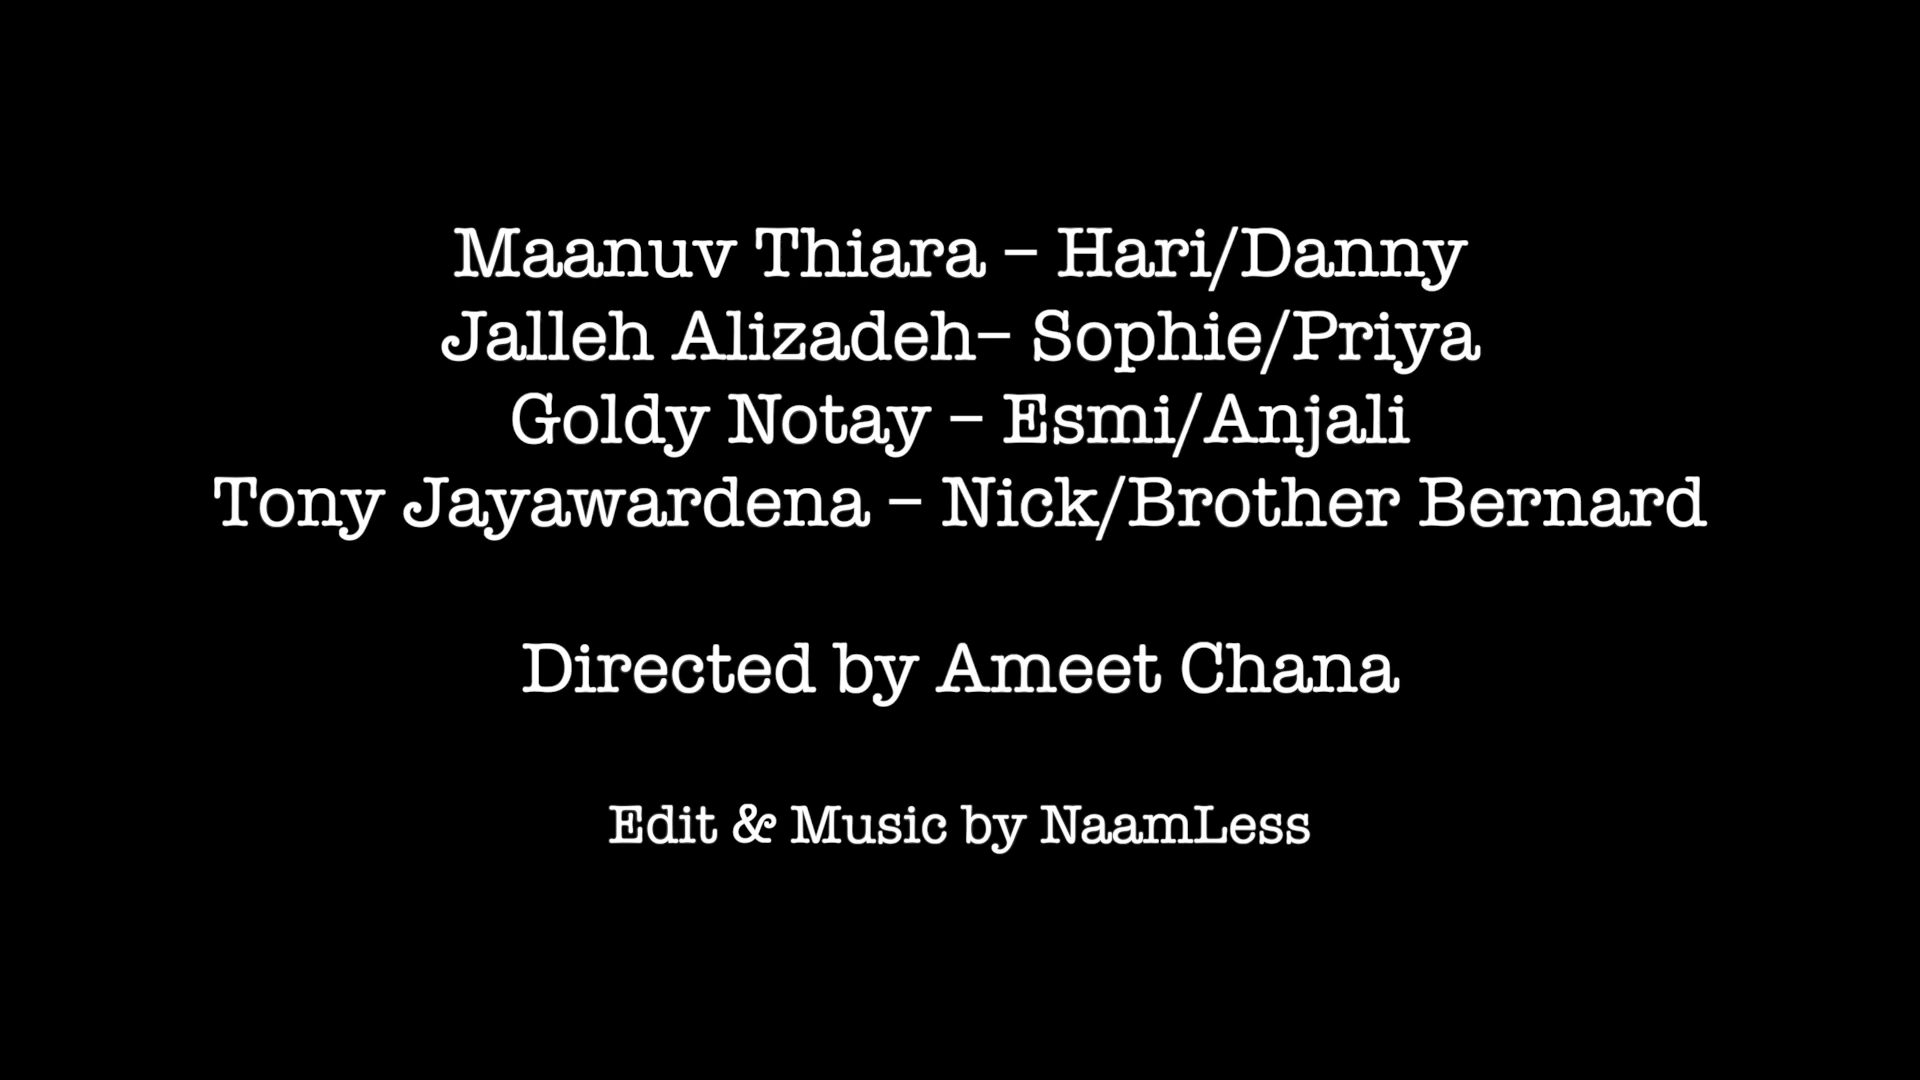 Maanuv Thiara – Hari/Danny
Jalleh Alizadeh– Sophie/Priya
Goldy Notay – Esmi/Anjali
Tony Jayawardena – Nick/Brother Bernard
Directed by Ameet Chana
Edit & Music by NaamLess